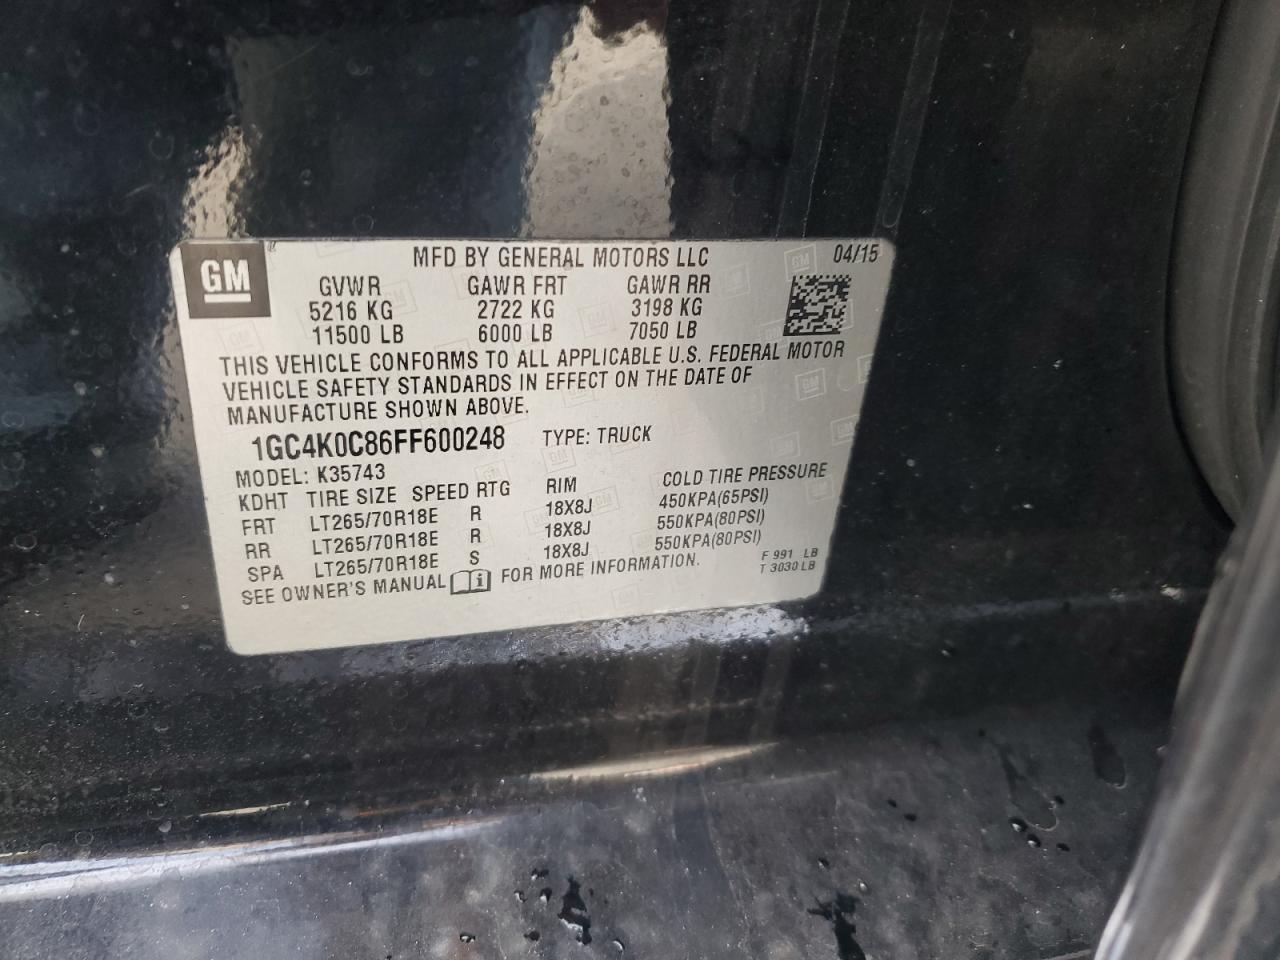 GM
MFD BY GENERAL MOTORS LLC 04/15
GVWR GAWR FRT GAWR RR
5216 KG 2722 KG 3198 KG
11500 LB 6000 LB 7050 LB
THIS VEHICLE CONFORMS TO ALL APPLICABLE U.S. FEDERAL MOTOR
VEHICLE SAFETY STANDARDS IN EFFECT ON THE DATE OF
MANUFACTURE SHOWN ABOVE.
1GC4K0C86FF600248 TYPE: TRUCK
MODEL: K35743
KDHT TIRE SIZE SPEED RTG RIM COLD TIRE PRESSURE
FRT LT265/70R18E R 18X8J 450KPA(65PSI)
RR LT265/70R18E R 18X8J 550KPA(80PSI)
SPA LT265/70R18E S 18X8J 550KPA(80PSI)
SEE OWNER'S MANUAL FOR MORE INFORMATION.
F 991 LB
T 3030 LB